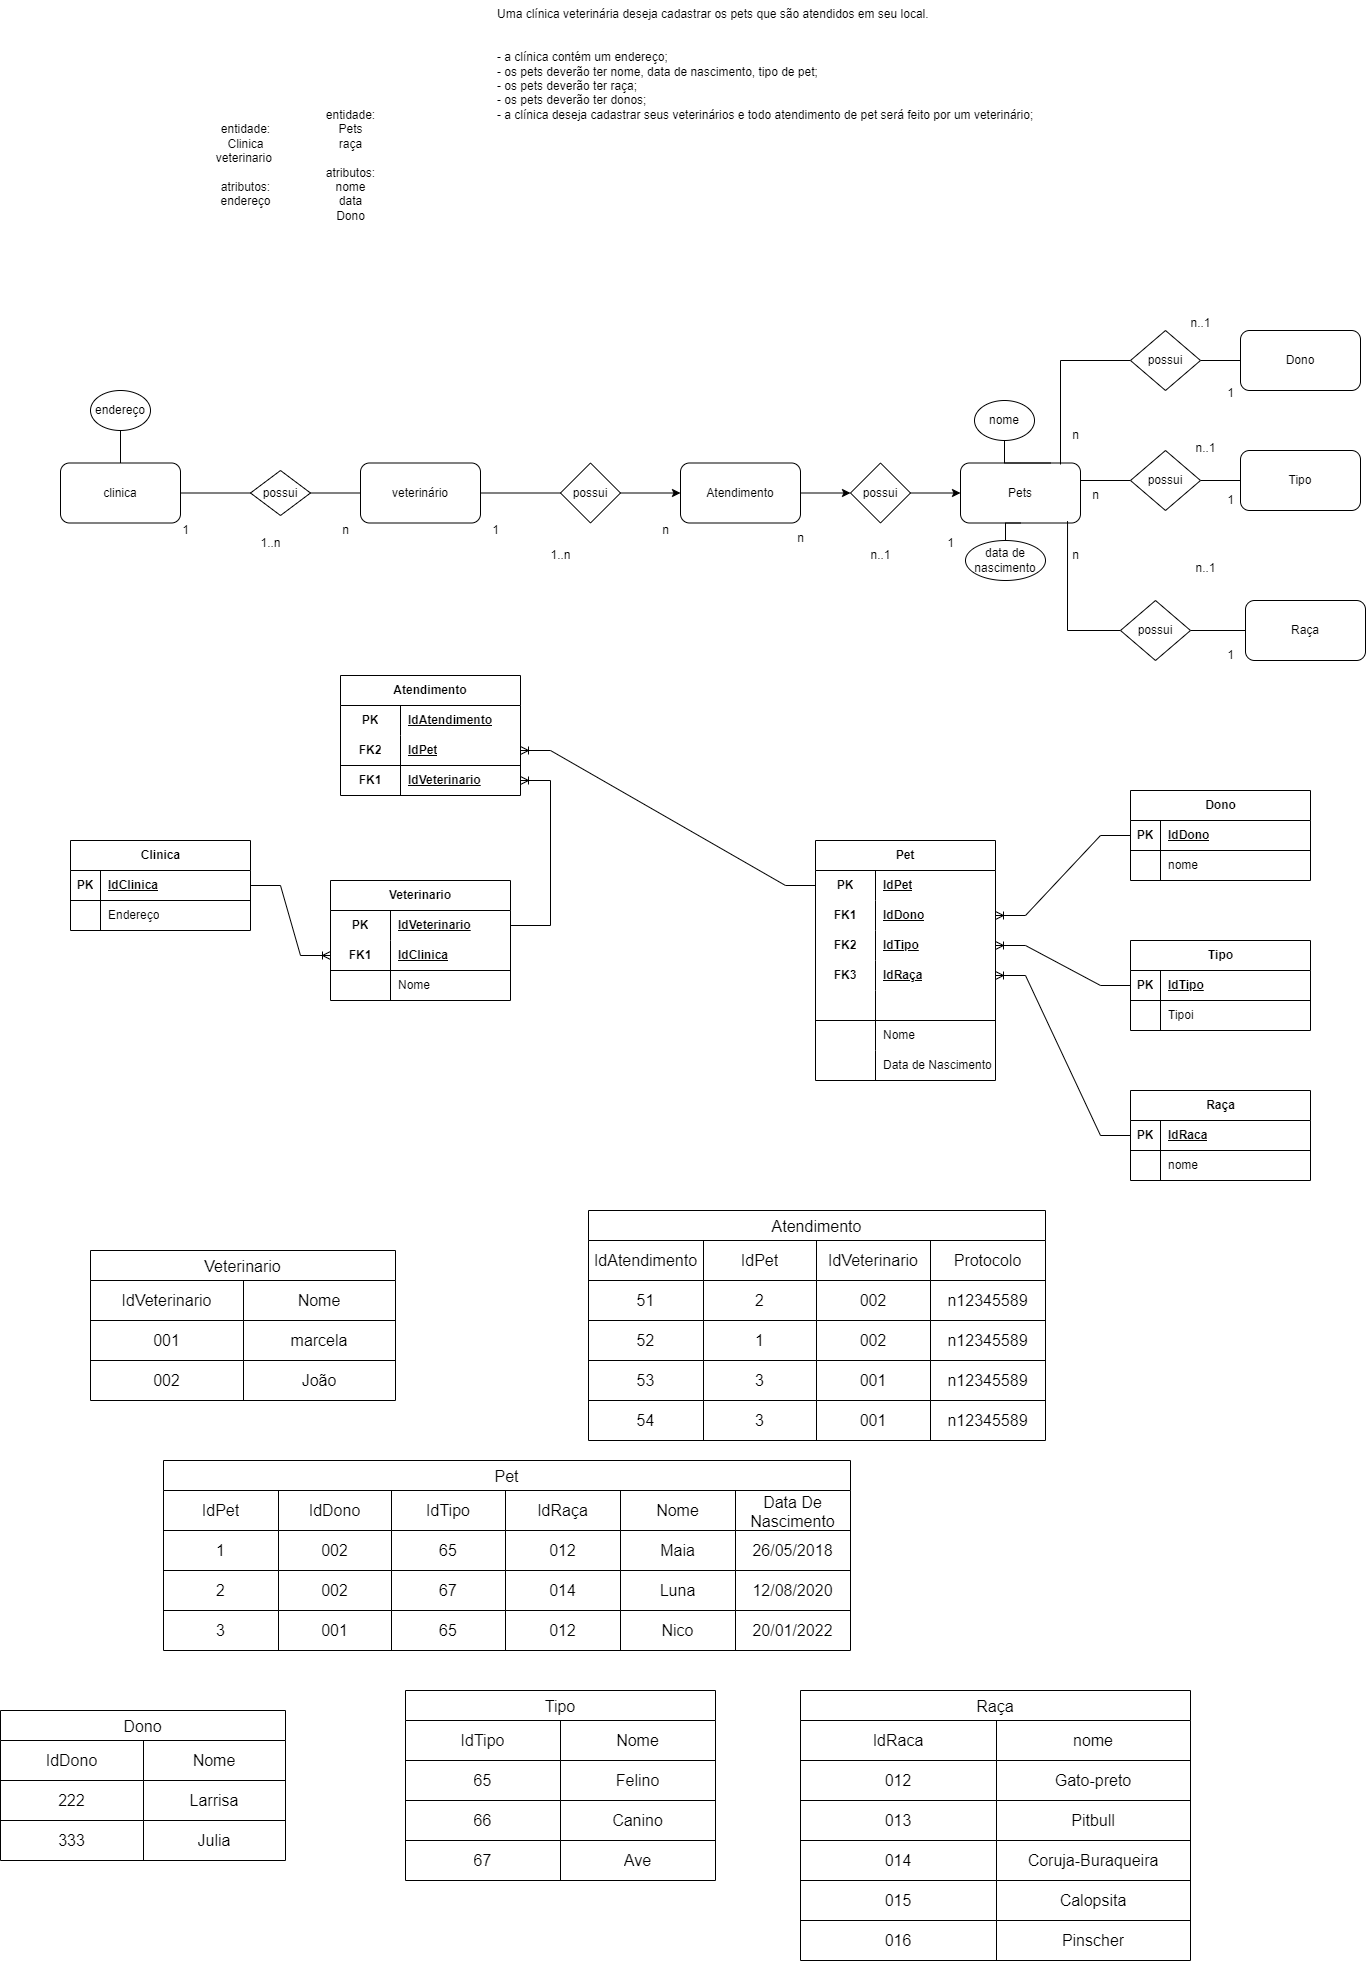 Uma clínica veterinária deseja cadastrar os pets que são atendidos em seu local.
- a clínica contém um endereço;
- os pets deverão ter nome, data de nascimento, tipo de pet;
- os pets deverão ter raça;
- os pets deverão ter donos;
- a clínica deseja cadastrar seus veterinários e todo atendimento de pet será feito por um veterinário;
entidade:
Clinica
veterinario
atributos:
endereço
entidade:
Pets
raça
atributos:
nome
data
Dono
endereço
clinica
1
possui
1..n
n
veterinário
1
possui
1..n
n
Atendimento
n
possui
n..1
1
nome
Pets
data de
nascimento
n
possui
n..1
1
Dono
n
possui
n..1
1
Tipo
n
possui
n..1
1
Raça
Atendimento
PK IdAtendimento
FK2 IdPet
FK1 IdVeterinario
Clinica
PK IdClinica
Endereço
Veterinario
PK IdVeterinario
FK1 IdClinica
Nome
Pet
PK IdPet
FK1 IdDono
FK2 IdTipo
FK3 IdRaça
Nome
Data de Nascimento
Dono
PK IdDono
nome
Tipo
PK IdTipo
Tipoi
Raça
PK IdRaca
nome
Veterinario
IdVeterinario Nome
001 marcela
002 João
Atendimento
IdAtendimento IdPet IdVeterinario Protocolo
51 2 002 n12345589
52 1 002 n12345589
53 3 001 n12345589
54 3 001 n12345589
Pet
IdPet IdDono IdTipo IdRaça Nome Data De Nascimento
1 002 65 012 Maia 26/05/2018
2 002 67 014 Luna 12/08/2020
3 001 65 012 Nico 20/01/2022
Dono
IdDono Nome
222 Larrisa
333 Julia
Tipo
IdTipo Nome
65 Felino
66 Canino
67 Ave
Raça
IdRaca nome
012 Gato-preto
013 Pitbull
014 Coruja-Buraqueira
015 Calopsita
016 Pinscher